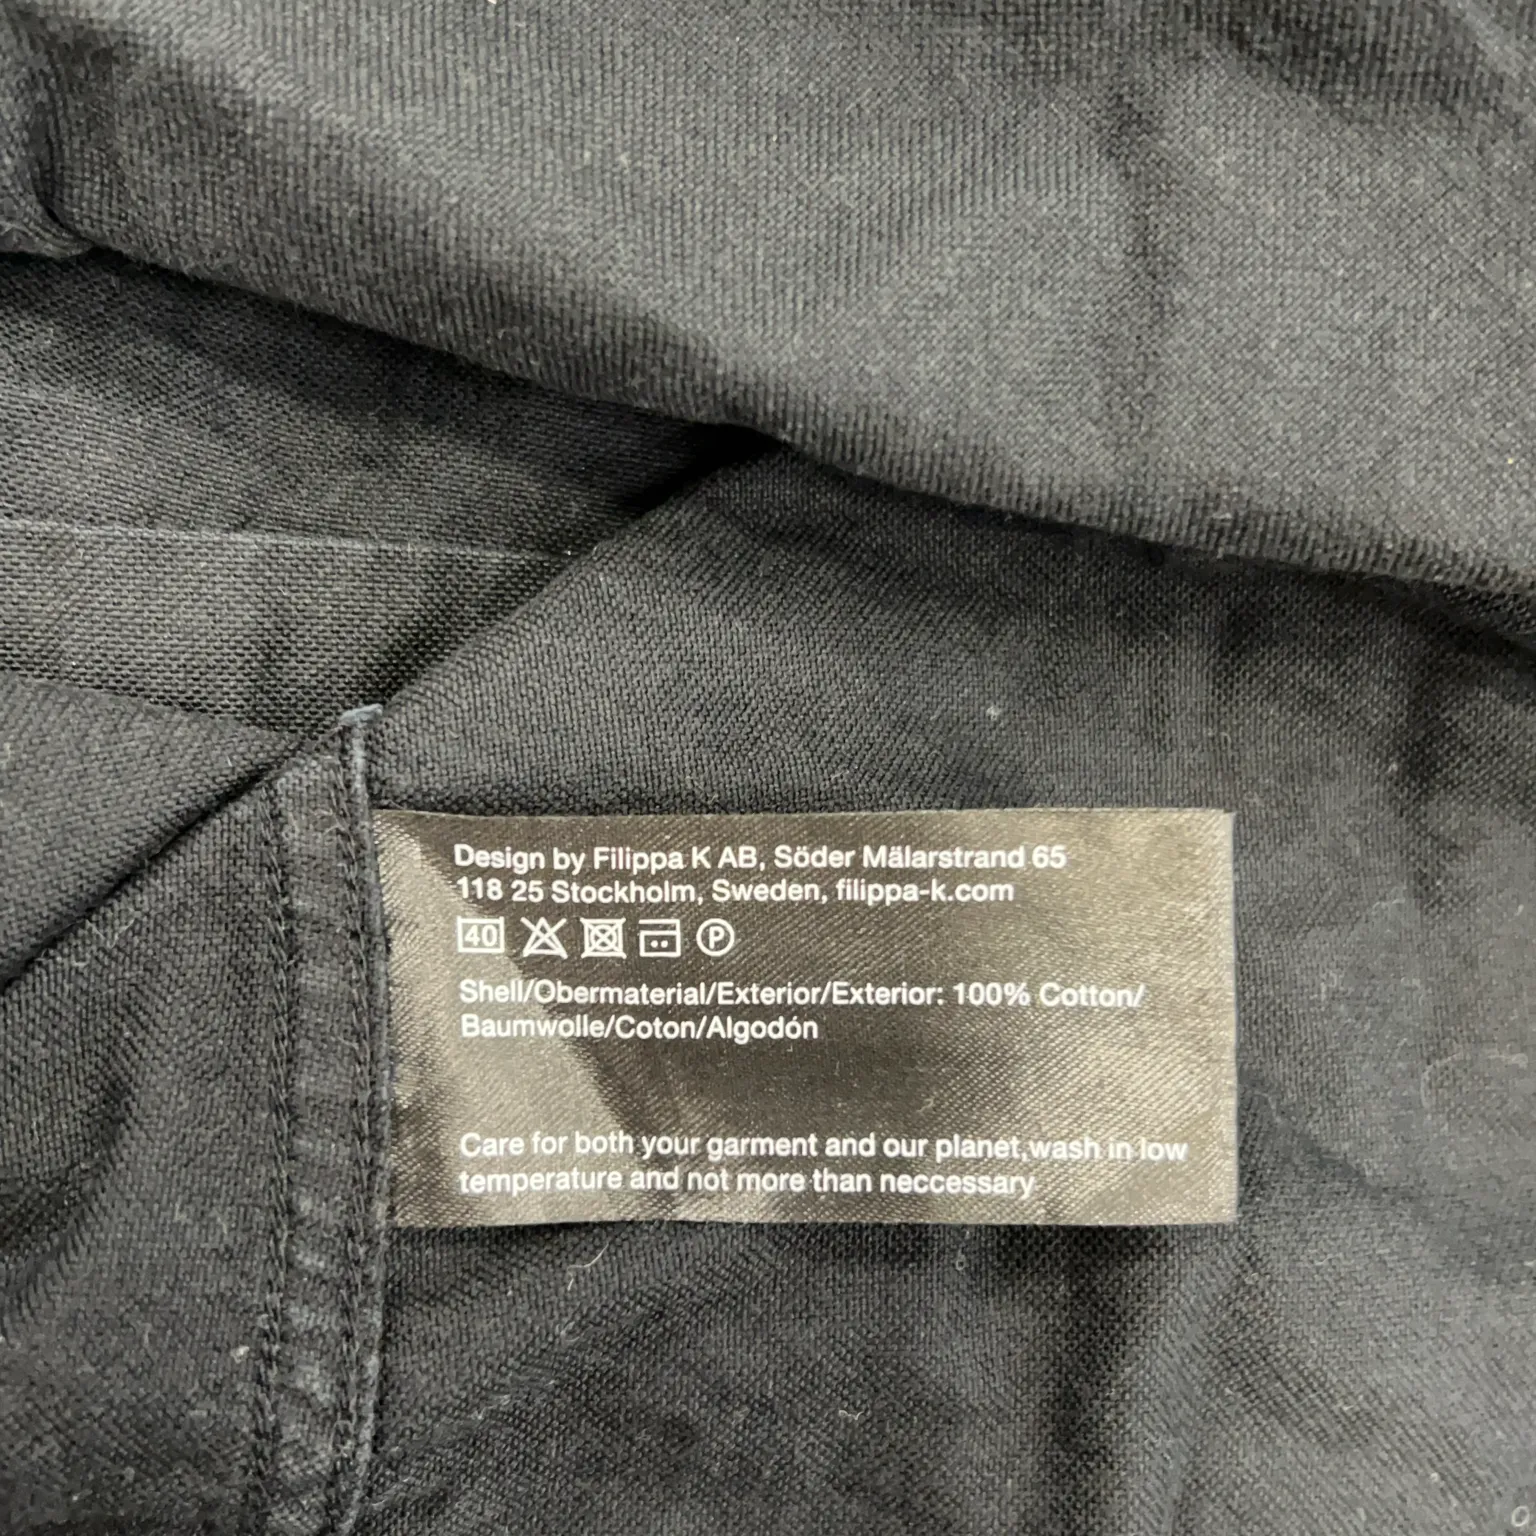 Design by Filippa K AB, Söder Mälarstrand 65
118 25 Stockholm, Sweden, filippa-k.com
40 P
Shell/Obermaterial/Exterior/Exterior: 100% Cotton/
Baumwolle/Coton/Algodón
Care for both your garment and our planet,wash in low
temperature and not more than neccessary